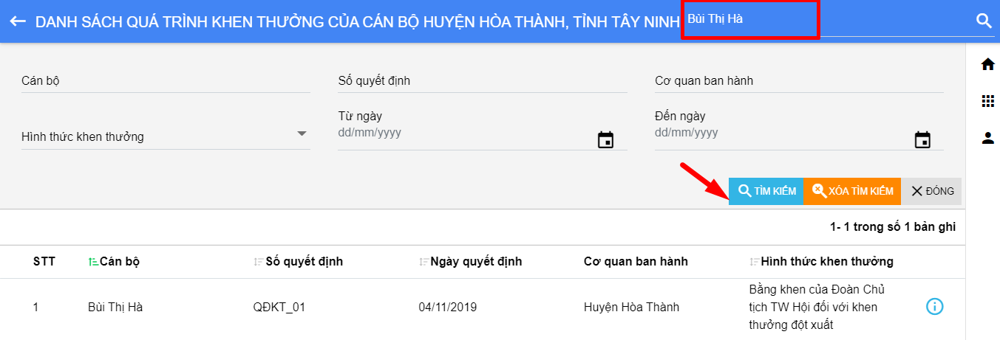 DANH SÁCH QUÁ TRÌNH KHEN THƯỞNG CỦA CÁN BỘ HUYỆN HÒA THÀNH, TỈNH TÂY NINH Bùi Thị Hà
Cán bộ Số quyết định Cơ quan ban hành
Từ ngày Đến ngày
Hình thức khen thưởng dd/mm/yyyy dd/mm/yyyy
TÌM KIẾM XÓA TÌM KIẾM ĐÓNG
1- 1 trong số 1 bản ghi
STT Cán bộ Số quyết định Ngày quyết định Cơ quan ban hành Hình thức khen thưởng
1 Bùi Thị Hà QĐKT_01 04/11/2019 Huyện Hòa Thành Bằng khen của Đoàn Chủ
tịch TW Hội đối với khen
thưởng đột xuất